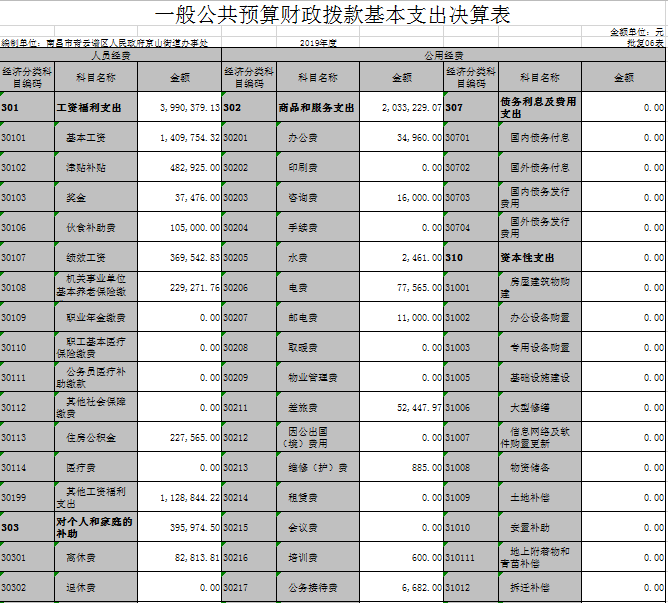 一般公共预算财政拨款基本支出决算表
金额单位：元
编制单位：南昌市青云谱区人民政府京山街道办事处 2019年度 批复06表
人员经费 公用经费
经济分类科目编码 科目名称 金额 经济分类科目编码 科目名称 金额 经济分类科目编码 科目名称 金额
301 工资福利支出 3,990,379.13 302 商品和服务支出 2,033,229.07 307 债务利息及费用支出 0.00
30101 基本工资 1,409,754.32 30201 办公费 34,960.00 30701 国内债务付息 0.00
30102 津贴补贴 482,925.00 30202 印刷费 0.00 30702 国外债务付息 0.00
30103 奖金 37,476.00 30203 咨询费 16,000.00 30703 国内债务发行费用 0.00
30106 伙食补助费 105,000.00 30204 手续费 0.00 30704 国外债务发行费用 0.00
30107 绩效工资 369,542.83 30205 水费 2,461.00 310 资本性支出 0.00
30108 机关事业单位基本养老保险缴 229,271.76 30206 电费 77,565.00 31001 房屋建筑物购建 0.00
30109 职业年金缴费 0.00 30207 邮电费 11,000.00 31002 办公设备购置 0.00
30110 职工基本医疗保险缴费 0.00 30208 取暖费 0.00 31003 专用设备购置 0.00
30111 公务员医疗补助缴款 0.00 30209 物业管理费 0.00 31005 基础设施建设 0.00
30112 其他社会保障缴费 0.00 30211 差旅费 52,447.97 31006 大型修缮 0.00
30113 住房公积金 227,565.00 30212 因公出国（境）费用 0.00 31007 信息网络及软件购置更新 0.00
30114 医疗费 0.00 30213 维修（护）费 885.00 31008 物资储备 0.00
30199 其他工资福利支出 1,128,844.22 30214 租赁费 0.00 31009 土地补偿 0.00
303 对个人和家庭的补助 395,974.50 30215 会议费 0.00 31010 安置补助 0.00
30301 离休费 82,813.81 30216 培训费 600.00 310111 地上附着物和青苗补偿 0.00
30302 退休费 0.00 30217 公务接待费 6,682.00 31012 拆迁补偿 0.00